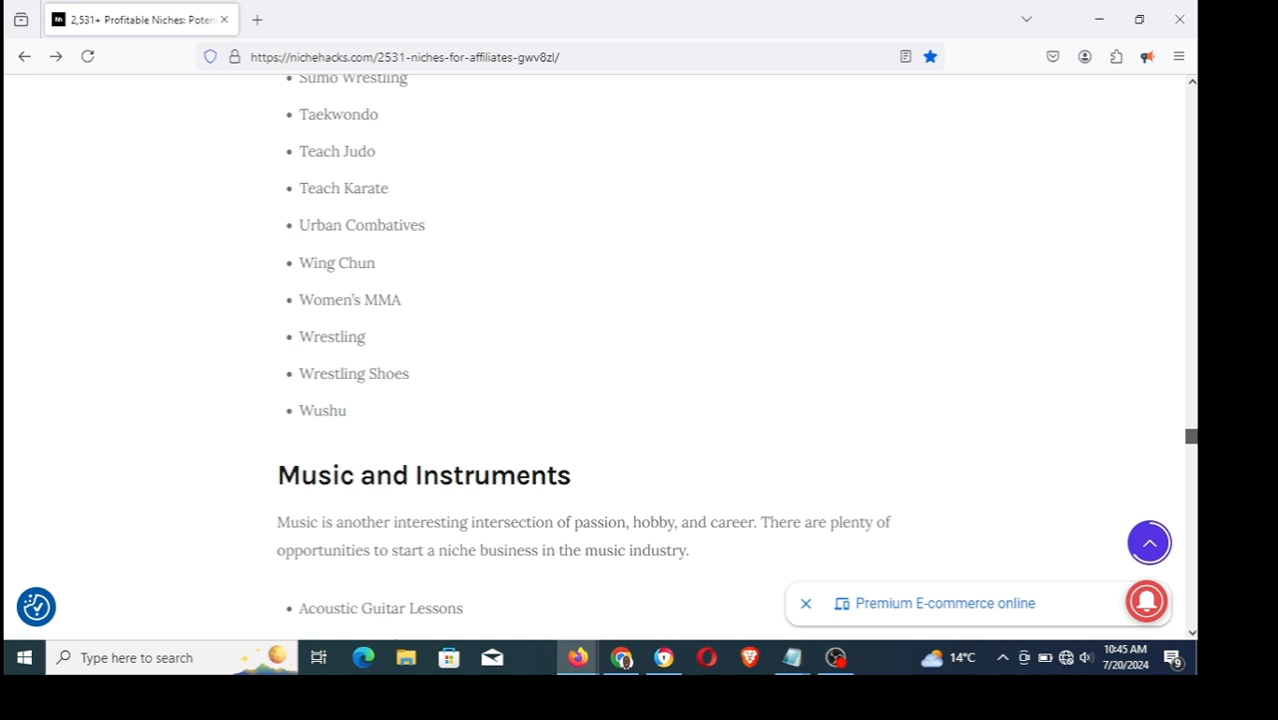 2,531+ Profitable Niches: Poten
https://nichehacks.com/2531-niches-for-affiliates-gwv8zl/
Sumo Wrestling
Taekwondo
Teach Judo
Teach Karate
Urban Combatives
Wing Chun
Women's MMA
Wrestling
Wrestling Shoes
Wushu
Music and Instruments
Music is another interesting intersection of passion, hobby, and career. There are plenty of
opportunities to start a niche business in the music industry.
Acoustic Guitar Lessons
Premium E-commerce online
Type here to search
14°C
10:45 AM
7/20/2024
9